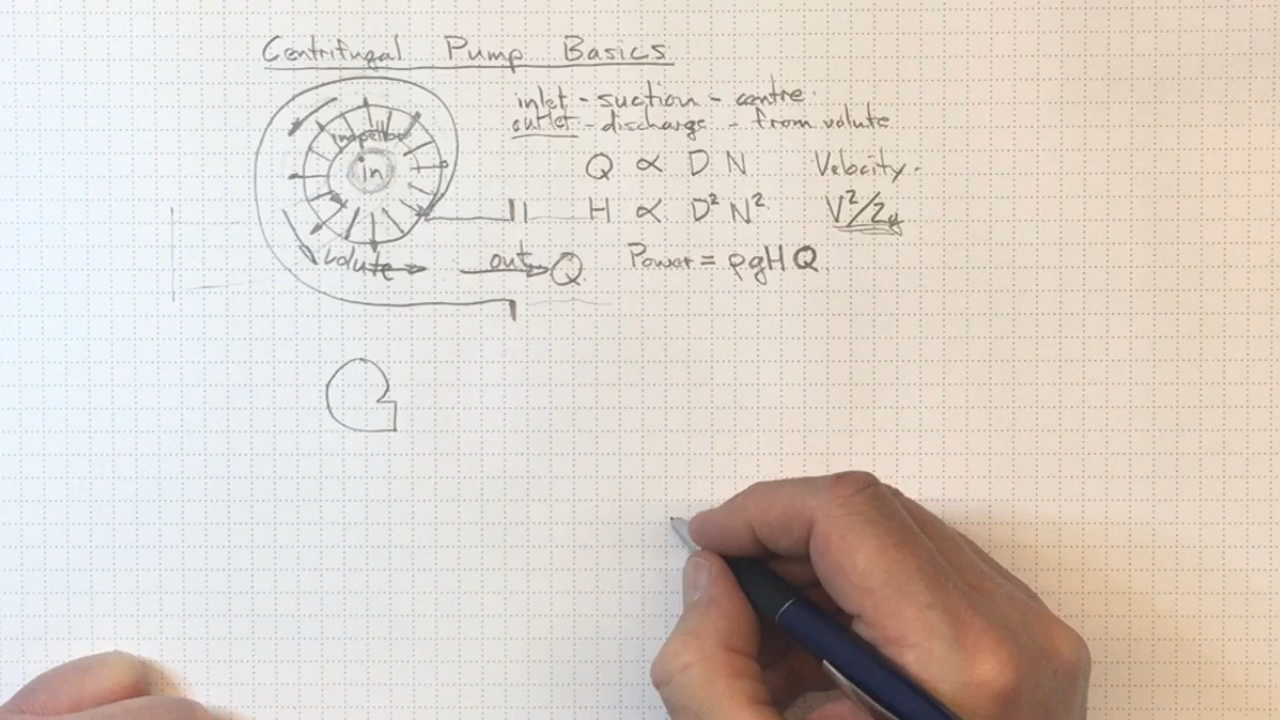 Centrifugal Pump Basics
inlet - suction - centre.
outlet - discharge - from volute
impeller
in
Q ∝ D N Velocity.
H ∝ D² N² V²/2g
volute out Q Power = ρgHQ